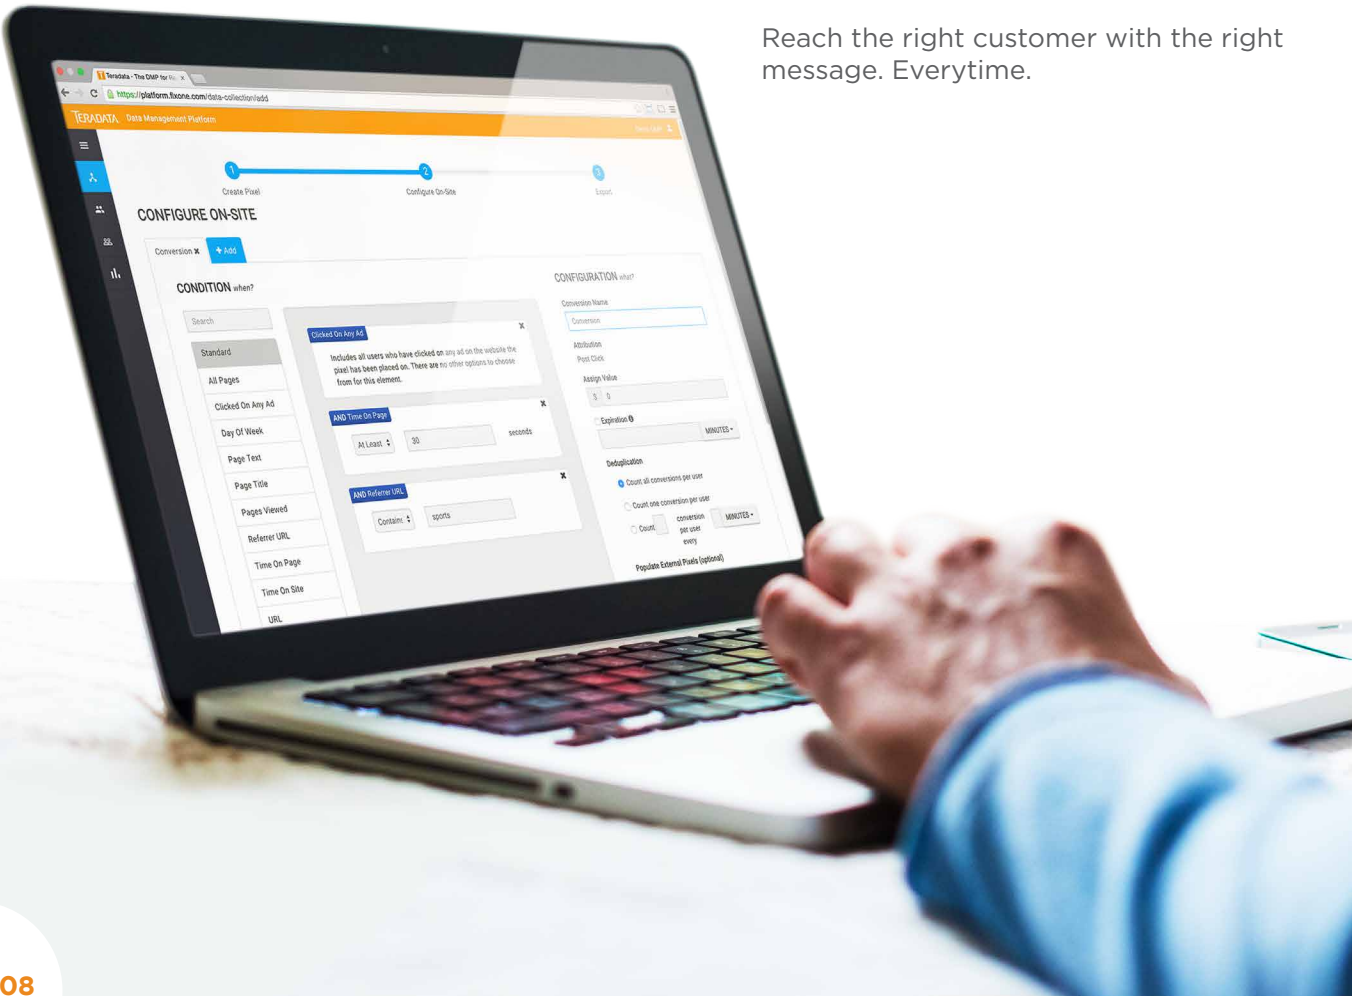 Reach the right customer with the right
message. Everytime.
Teradata - The DMP for
https://platform.flxone.com/data-collection/add
TERADATA Data Management Platform
1
2
3
Create Pixel
Configure On-Site
Export
CONFIGURE ON-SITE
Conversion ✖
+ Add
CONDITION when?
Search
Standard
All Pages
Clicked On Any Ad
Day Of Week
Page Text
Page Title
Pages Viewed
Referrer URL
Time On Page
Time On Site
URL
Clicked On Any Ad
Includes all users who have clicked on any ad on the website the
pixel has been placed on. There are no other options to choose
from for this element.
AND Time On Page
At Least
30
seconds
AND Referrer URL
Contains
sports
CONFIGURATION what?
Conversion Name
Conversion
Attribution
Post Click
Assign Value
$ 0
Expiration
MINUTES
Deduplication
Count all conversions per user
Count one conversion per user
Count
conversion
per user
every
MINUTES
Populate External Pixels (optional)
08